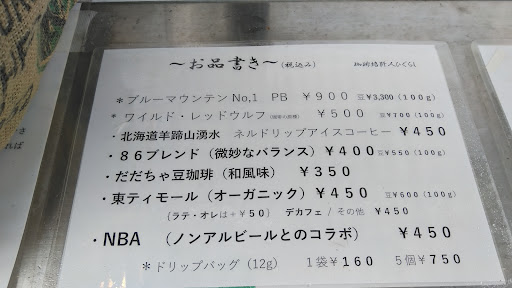 ～お品書き～（税込み） 珈琲焙煎人ひぐらし
＊ブルーマウンテンNo,1 PB ￥９００ 豆￥3,300（100g）
＊ワイルド・レッドウルフ ￥５００ 豆￥700（100g）
・北海道羊蹄山湧水 ネルドリップアイスコーヒー ￥４５０
・８６ブレンド（微妙なバランス）￥４００ 豆￥550（100g）
・だだちゃ豆珈琲（和風味） ￥３５０
・東ティモール（オーガニック）￥４５０ 豆￥600（100g）
（ラテ・オレは＋￥５０） デカフェ / その他 ￥４５０
・NBA （ノンアルビールとのコラボ） ￥４５０
＊ドリップバッグ（12g） １袋￥１６０ ５個￥７５０